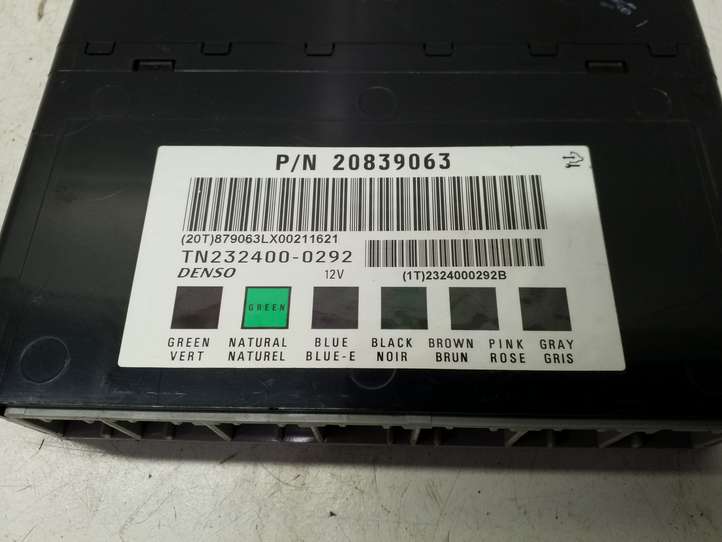 P/N 20839063
(20T)879063LX00211621
TN232400-0292
DENSO 12V
(1T)2324000292B
GREEN
GREEN NATURAL BLUE BLACK BROWN PINK GRAY
VERT NATUREL BLUE-E NOIR BRUN ROSE GRIS